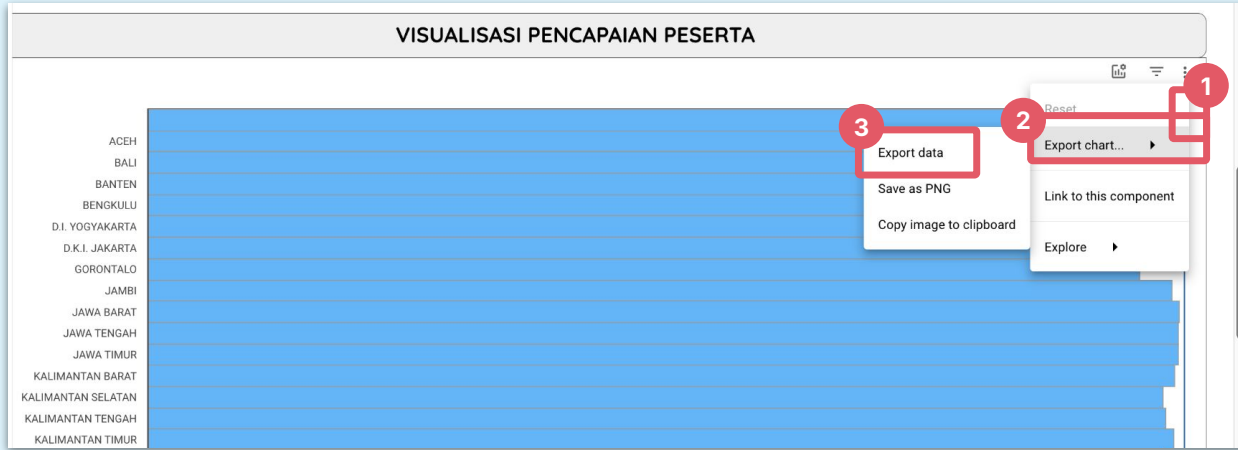 VISUALISASI PENCAPAIAN PESERTA
1
Reset
2
Export chart...
3
Export data
Save as PNG
Copy image to clipboard
Link to this component
Explore
ACEH
BALI
BANTEN
BENGKULU
D.I. YOGYAKARTA
D.K.I. JAKARTA
GORONTALO
JAMBI
JAWA BARAT
JAWA TENGAH
JAWA TIMUR
KALIMANTAN BARAT
KALIMANTAN SELATAN
KALIMANTAN TENGAH
KALIMANTAN TIMUR